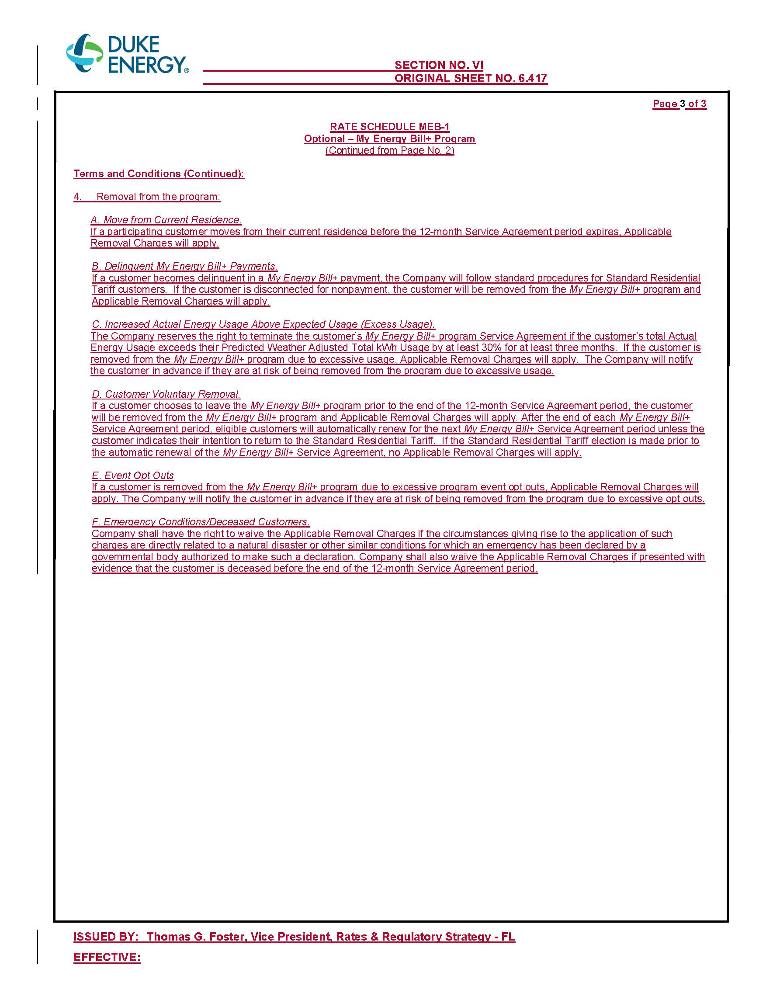 DUKE
ENERGY®
SECTION NO. VI
ORIGINAL SHEET NO. 6.417
Page 3 of 3
RATE SCHEDULE MEB-1
Optional – My Energy Bill+ Program
(Continued from Page No. 2)
Terms and Conditions (Continued):
4. Removal from the program:
A. Move from Current Residence.
If a participating customer moves from their current residence before the 12-month Service Agreement period expires, Applicable
Removal Charges will apply.
B. Delinquent My Energy Bill+ Payments.
If a customer becomes delinquent in a My Energy Bill+ payment, the Company will follow standard procedures for Standard Residential
Tariff customers.  If the customer is disconnected for nonpayment, the customer will be removed from the My Energy Bill+ program and
Applicable Removal Charges will apply.
C. Increased Actual Energy Usage Above Expected Usage (Excess Usage).
The Company reserves the right to terminate the customer’s My Energy Bill+ program Service Agreement if the customer’s total Actual
Energy Usage exceeds their Predicted Weather Adjusted Total kWh Usage by at least 30% for at least three months.  If the customer is
removed from the My Energy Bill+ program due to excessive usage, Applicable Removal Charges will apply.  The Company will notify
the customer in advance if they are at risk of being removed from the program due to excessive usage.
D. Customer Voluntary Removal.
If a customer chooses to leave the My Energy Bill+ program prior to the end of the 12-month Service Agreement period, the customer
will be removed from the My Energy Bill+ program and Applicable Removal Charges will apply. After the end of each My Energy Bill+
Service Agreement period, eligible customers will automatically renew for the next My Energy Bill+ Service Agreement period unless the
customer indicates their intention to return to the Standard Residential Tariff.  If the Standard Residential Tariff election is made prior to
the automatic renewal of the My Energy Bill+ Service Agreement, no Applicable Removal Charges will apply.
E. Event Opt Outs
If a customer is removed from the My Energy Bill+ program due to excessive program event opt outs, Applicable Removal Charges will
apply. The Company will notify the customer in advance if they are at risk of being removed from the program due to excessive opt outs.
F. Emergency Conditions/Deceased Customers.
Company shall have the right to waive the Applicable Removal Charges if the circumstances giving rise to the application of such
charges are directly related to a natural disaster or other similar conditions for which an emergency has been declared by a
governmental body authorized to make such a declaration. Company shall also waive the Applicable Removal Charges if presented with
evidence that the customer is deceased before the end of the 12-month Service Agreement period.
ISSUED BY: Thomas G. Foster, Vice President, Rates & Regulatory Strategy - FL
EFFECTIVE: